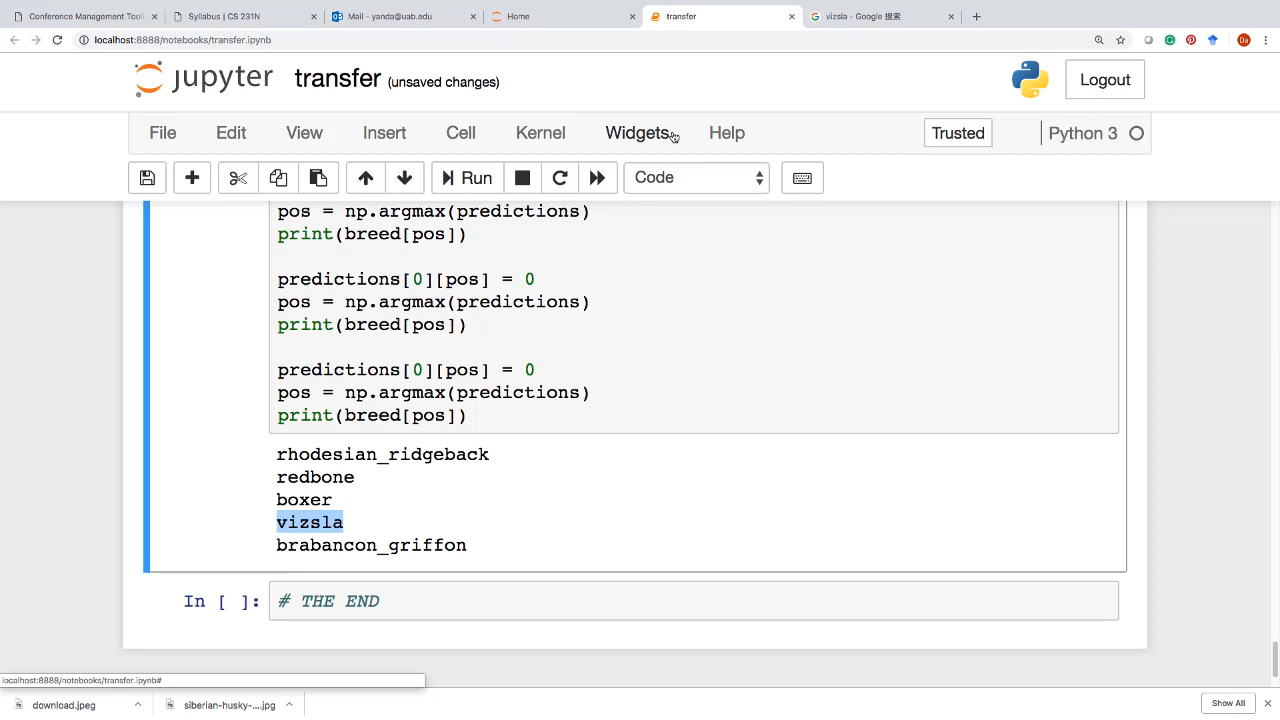 Conference Management Toolk
Syllabus | CS 231N
Mail - yanda@uab.edu
Home
transfer
vizsla - Google 搜索
localhost:8888/notebooks/transfer.ipynb
Da
jupyter transfer (unsaved changes)
Logout
File Edit View Insert Cell Kernel Widgets Help
Trusted
Python 3
Run
Code
pos = np.argmax(predictions)
print(breed[pos])
predictions[0][pos] = 0
pos = np.argmax(predictions)
print(breed[pos])
predictions[0][pos] = 0
pos = np.argmax(predictions)
print(breed[pos])
rhodesian_ridgeback
redbone
boxer
vizsla
brabancon_griffon
In [ ]: # THE END
localhost:8888/notebooks/transfer.ipynb#
download.jpeg
siberian-husky-....jpg
Show All